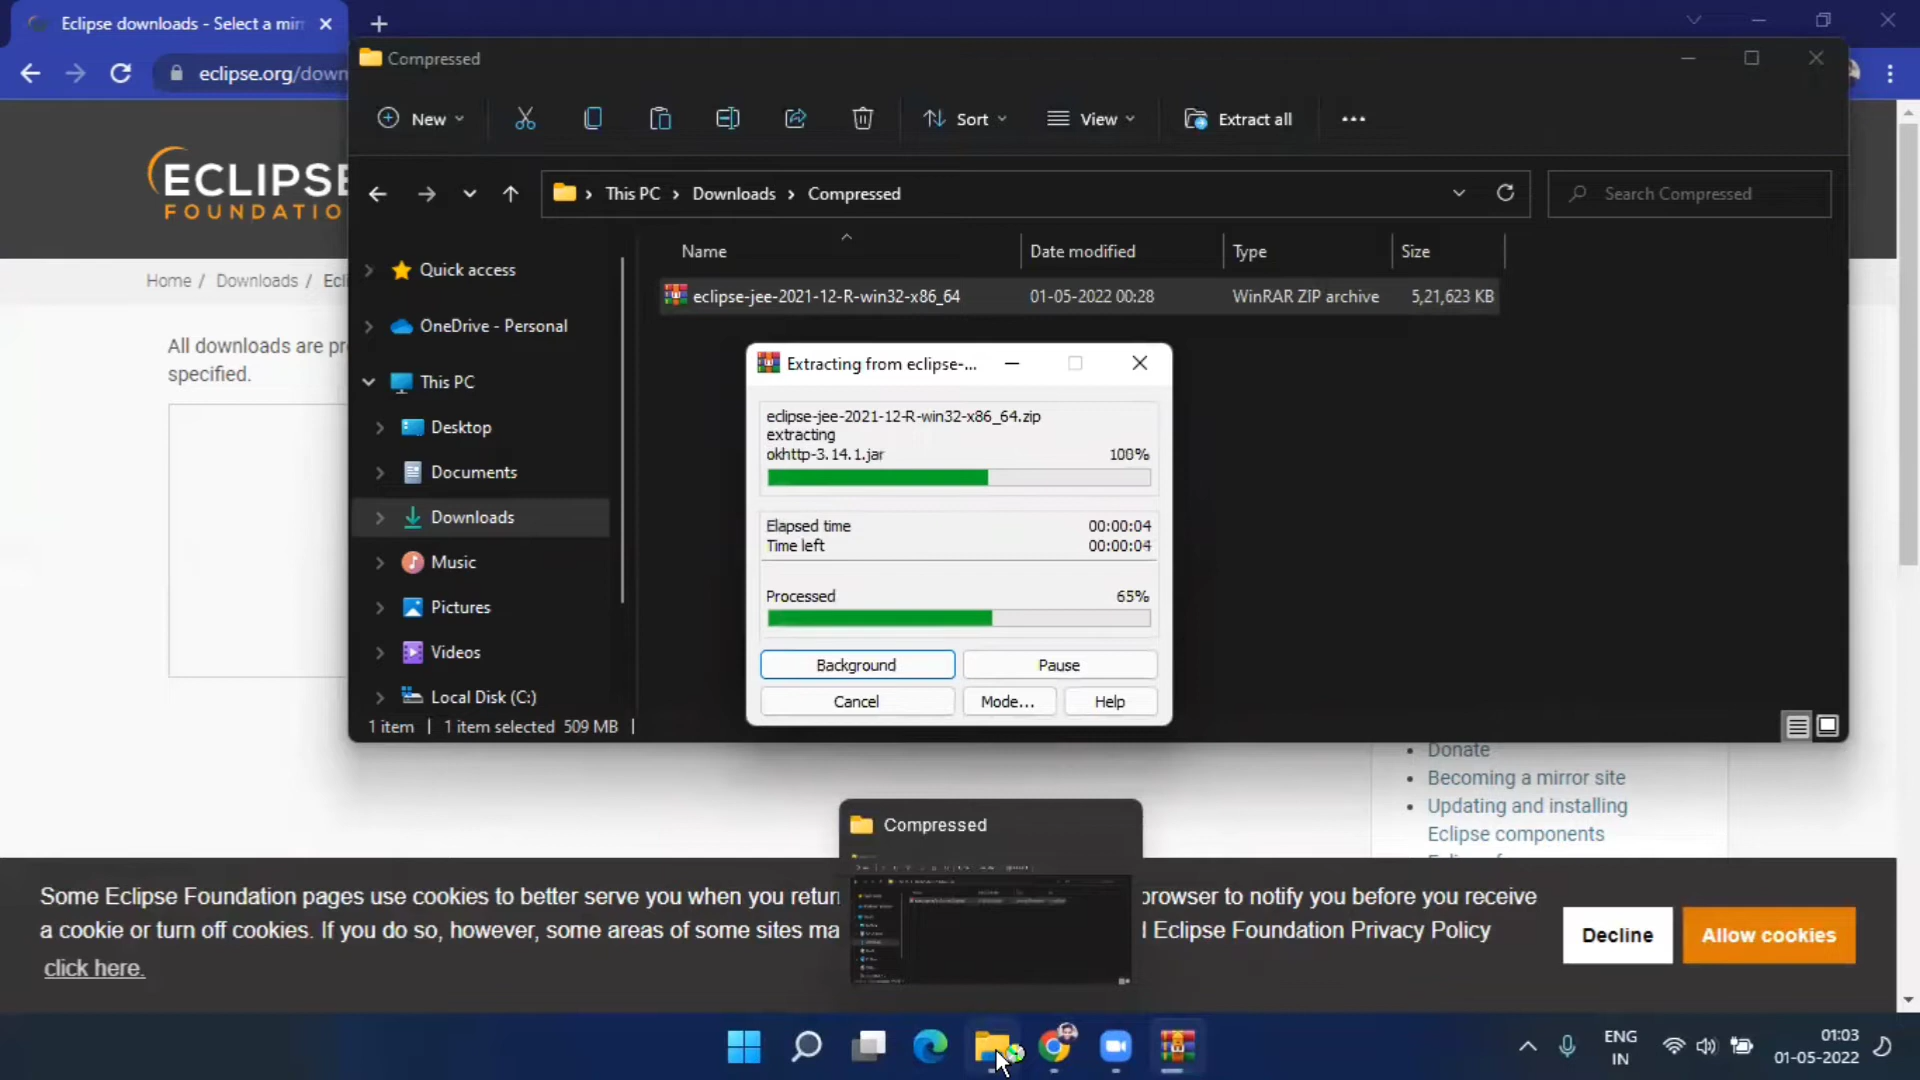 Eclipse downloads - Select a mirr
eclipse.org/down
Compressed
New
Sort
View
Extract all
This PC
Downloads
Compressed
Search Compressed
ECLIPSE
FOUNDATIO
Home / Downloads / Ecli
All downloads are pr
specified.
Quick access
OneDrive - Personal
This PC
Desktop
Documents
Downloads
Music
Pictures
Videos
Local Disk (C:)
Name
Date modified
Type
Size
eclipse-jee-2021-12-R-win32-x86_64
01-05-2022 00:28
WinRAR ZIP archive
5,21,623 KB
Extracting from eclipse-...
eclipse-jee-2021-12-R-win32-x86_64.zip
extracting
okhttp-3.14.1.jar 100%
Elapsed time 00:00:04
Time left 00:00:04
Processed 65%
Background
Pause
Cancel
Mode...
Help
1 item
1 item selected 509 MB
Donate
Becoming a mirror site
Updating and installing
Eclipse components
Compressed
Some Eclipse Foundation pages use cookies to better serve you when you return
browser to notify you before you receive
a cookie or turn off cookies. If you do so, however, some areas of some sites ma
Eclipse Foundation Privacy Policy
click here.
Decline
Allow cookies
ENG
IN
01:03
01-05-2022